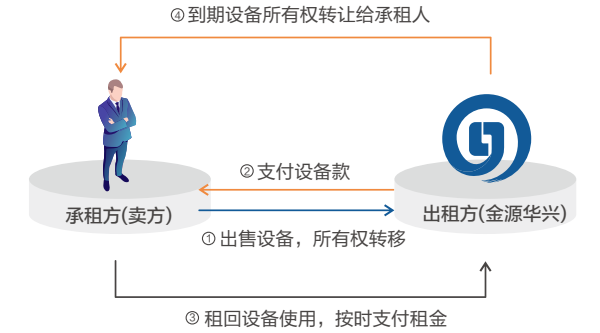 ④到期设备所有权转让给承租人
②支付设备款
承租方(卖方)
出租方(金源华兴)
①出售设备，所有权转移
③ 租回设备使用，按时支付租金